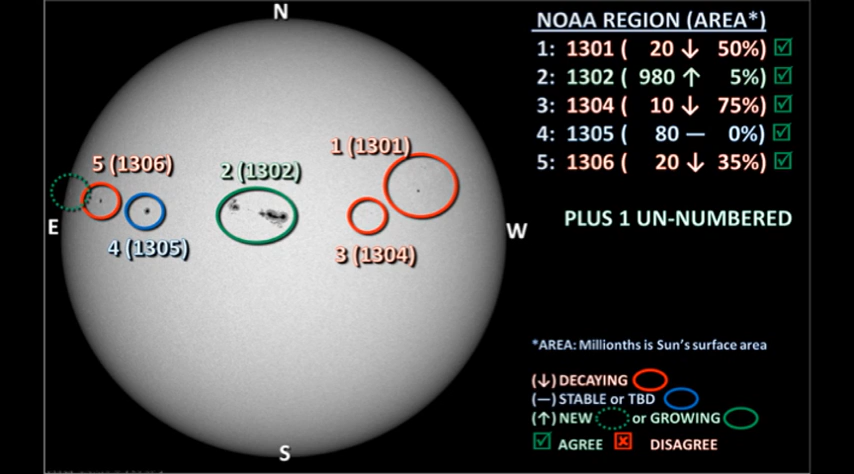 N
NOAA REGION (AREA*)
1: 1301 ( 20 ↓ 50%) ☑
2: 1302 ( 980 ↑ 5%) ☑
3: 1304 ( 10 ↓ 75%) ☑
4: 1305 ( 80 — 0%) ☑
5: 1306 ( 20 ↓ 35%) ☑
PLUS 1 UN-NUMBERED
1 (1301)
5 (1306)
2 (1302)
E
W
4 (1305)
3 (1304)
*AREA: Millionths is Sun's surface area
(↓) DECAYING
(—) STABLE or TBD
(↑) NEW or GROWING
☑ AGREE ☒ DISAGREE
S